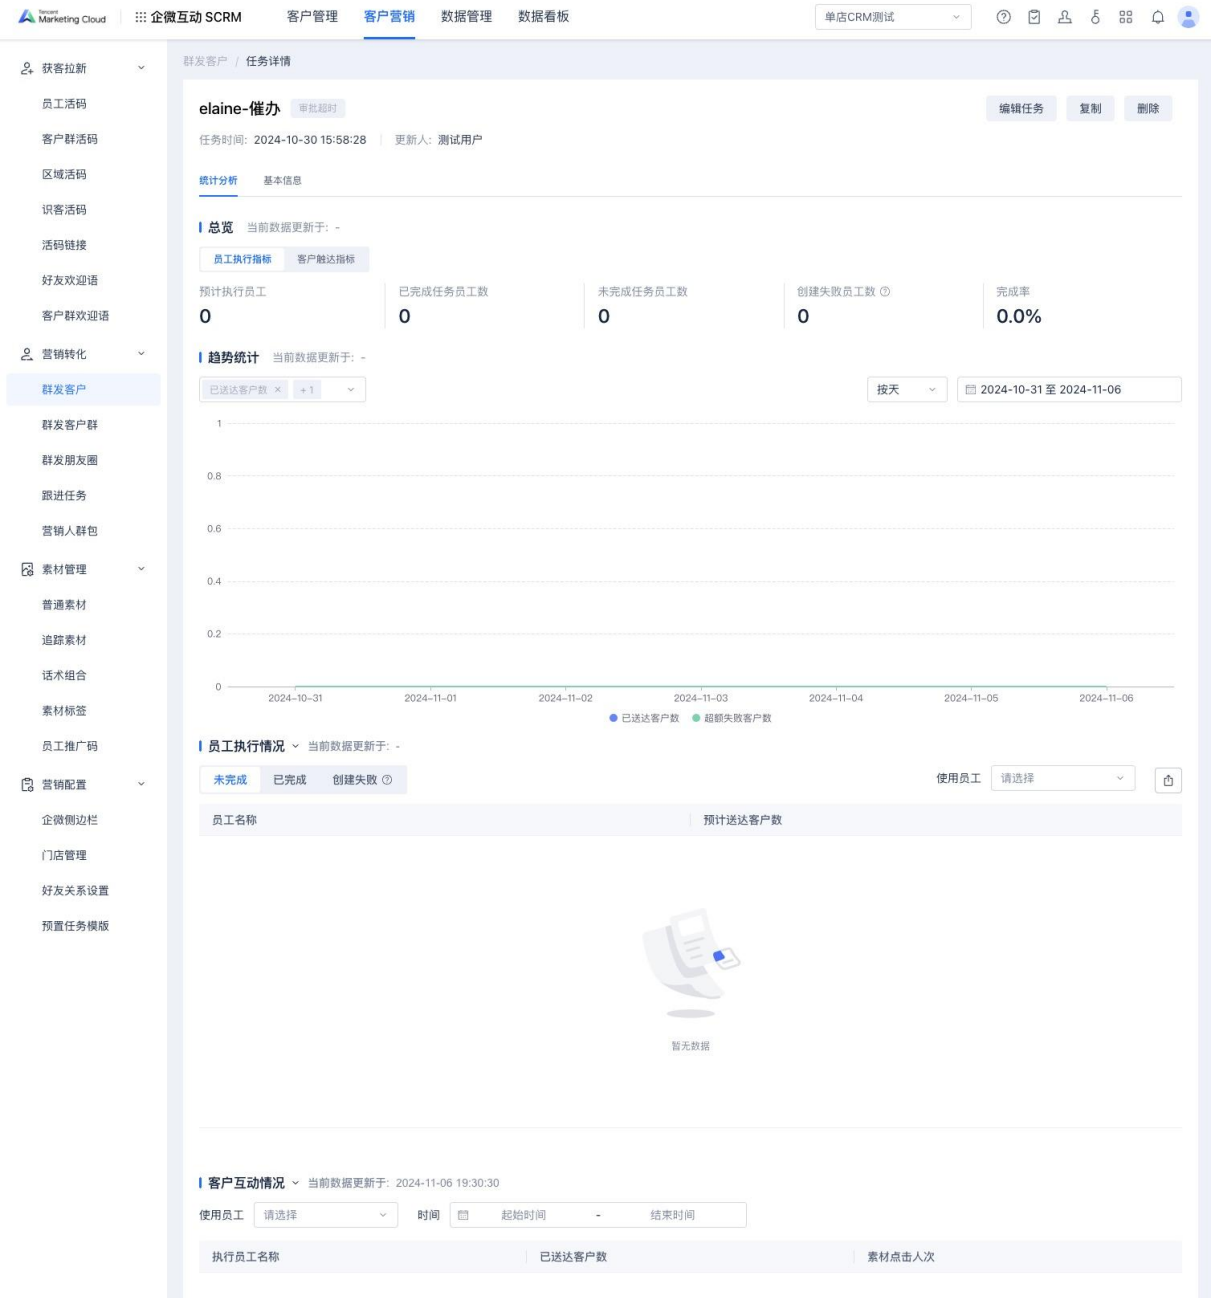 Tencent
Marketing Cloud
企微互动 SCRM
客户管理
客户营销
数据管理
数据看板
单店CRM测试
获客拉新
员工活码
客户群活码
区域活码
识客活码
活码链接
好友欢迎语
客户群欢迎语
营销转化
群发客户
群发客户群
群发朋友圈
跟进任务
营销人群包
素材管理
普通素材
追踪素材
话术组合
素材标签
员工推广码
营销配置
企微侧边栏
门店管理
好友关系设置
预置任务模版
群发客户 / 任务详情
elaine-催办 审批超时
编辑任务 复制 删除
任务时间: 2024-10-30 15:58:28 更新人: 测试用户
统计分析 基本信息
总览 当前数据更新于: -
员工执行指标 客户触达指标
预计执行员工 已完成任务员工数 未完成任务员工数 创建失败员工数 完成率
0 0 0 0 0.0%
趋势统计 当前数据更新于: -
已送达客户数 × + 1 按天 2024-10-31 至 2024-11-06
1
0.8
0.6
0.4
0.2
0
2024-10-31 2024-11-01 2024-11-02 2024-11-03 2024-11-04 2024-11-05 2024-11-06
已送达客户数 超额失败客户数
员工执行情况 当前数据更新于: -
未完成 已完成 创建失败 使用员工 请选择
员工名称 预计送达客户数
暂无数据
客户互动情况 当前数据更新于: 2024-11-06 19:30:30
使用员工 请选择 时间 起始时间 - 结束时间
执行员工名称 已送达客户数 素材点击人次